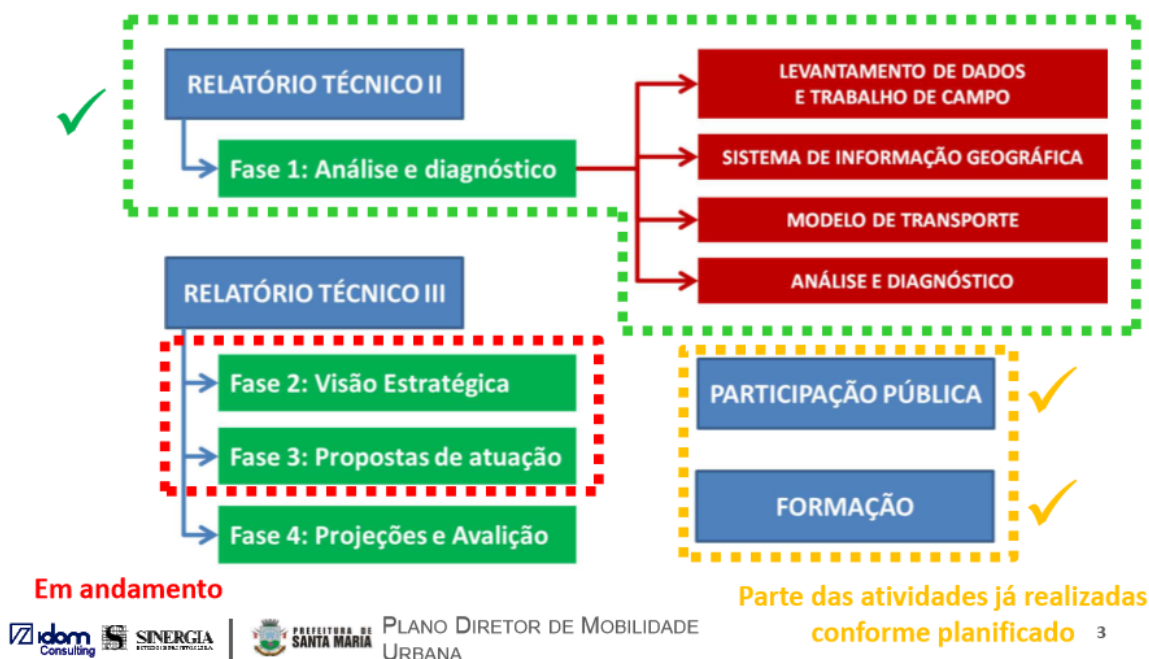 RELATÓRIO TÉCNICO II
Fase 1: Análise e diagnóstico
LEVANTAMENTO DE DADOS
E TRABALHO DE CAMPO
SISTEMA DE INFORMAÇÃO GEOGRÁFICA
MODELO DE TRANSPORTE
ANÁLISE E DIAGNÓSTICO
RELATÓRIO TÉCNICO III
Fase 2: Visão Estratégica
Fase 3: Propostas de atuação
Fase 4: Projeções e Avalição
PARTICIPAÇÃO PÚBLICA
FORMAÇÃO
Em andamento
Parte das atividades já realizadas
conforme planificado
3
idom
Consulting
SINERGIA
PREFEITURA DE
SANTA MARIA
PLANO DIRETOR DE MOBILIDADE
URBANA